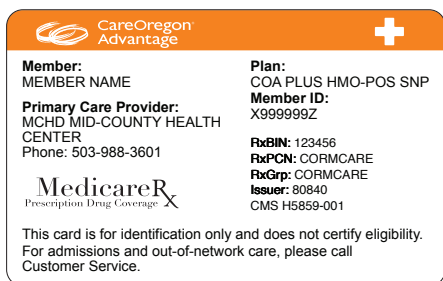 CareOregon®
Advantage
Member:
MEMBER NAME
Primary Care Provider:
MCHD MID-COUNTY HEALTH
CENTER
Phone: 503-988-3601
MedicareRx
Prescription Drug Coverage
Plan:
COA PLUS HMO-POS SNP
Member ID:
X999999Z
RxBIN: 123456
RxPCN: CORMCARE
RxGrp: CORMCARE
Issuer: 80840
CMS H5859-001
This card is for identification only and does not certify eligibility.
For admissions and out-of-network care, please call
Customer Service.